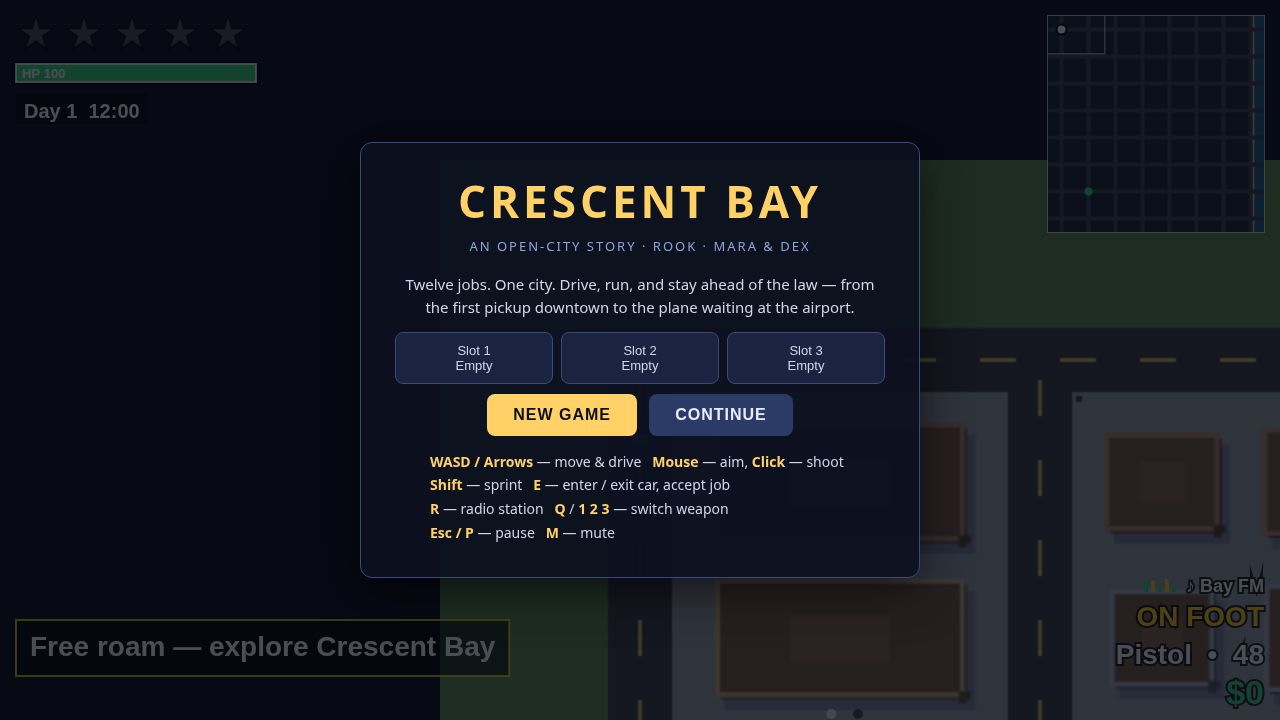 ★ ★ ★ ★ ★
HP 100
Day 1 12:00
CRESCENT BAY
AN OPEN-CITY STORY · ROOK · MARA & DEX
Twelve jobs. One city. Drive, run, and stay ahead of the law — from
the first pickup downtown to the plane waiting at the airport.
Slot 1
Empty
Slot 2
Empty
Slot 3
Empty
NEW GAME
CONTINUE
WASD / Arrows — move & drive Mouse — aim, Click — shoot
Shift — sprint E — enter / exit car, accept job
R — radio station Q / 1 2 3 — switch weapon
Esc / P — pause M — mute
Free roam — explore Crescent Bay
♪ Bay FM
ON FOOT
Pistol • 48
$0